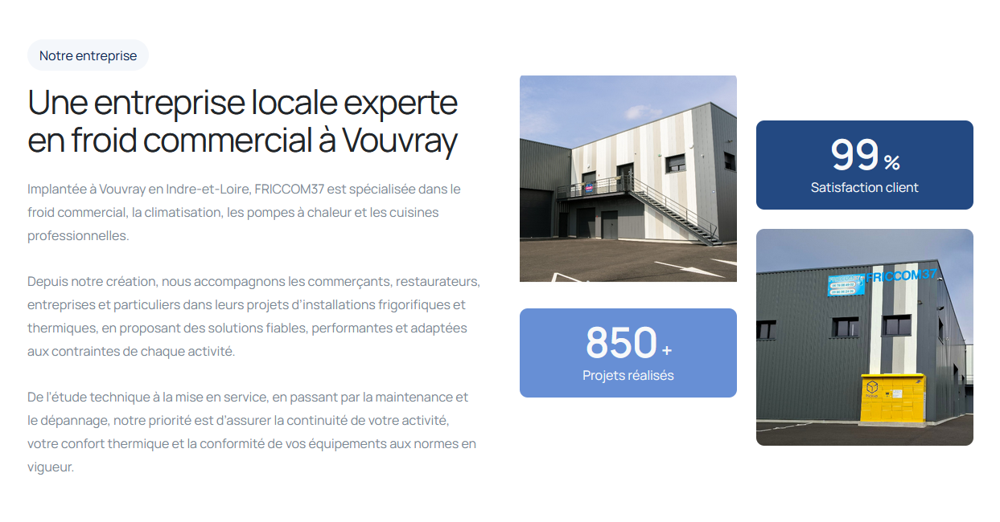 Notre entreprise
Une entreprise locale experte
en froid commercial à Vouvray
Implantée à Vouvray en Indre-et-Loire, FRICCOM37 est spécialisée dans le
froid commercial, la climatisation, les pompes à chaleur et les cuisines
professionnelles.
Depuis notre création, nous accompagnons les commerçants, restaurateurs,
entreprises et particuliers dans leurs projets d’installations frigorifiques et
thermiques, en proposant des solutions fiables, performantes et adaptées
aux contraintes de chaque activité.
De l’étude technique à la mise en service, en passant par la maintenance et
le dépannage, notre priorité est d’assurer la continuité de votre activité,
votre confort thermique et la conformité de vos équipements aux normes en
vigueur.
99 %
Satisfaction client
850 +
Projets réalisés
FRICCOM37